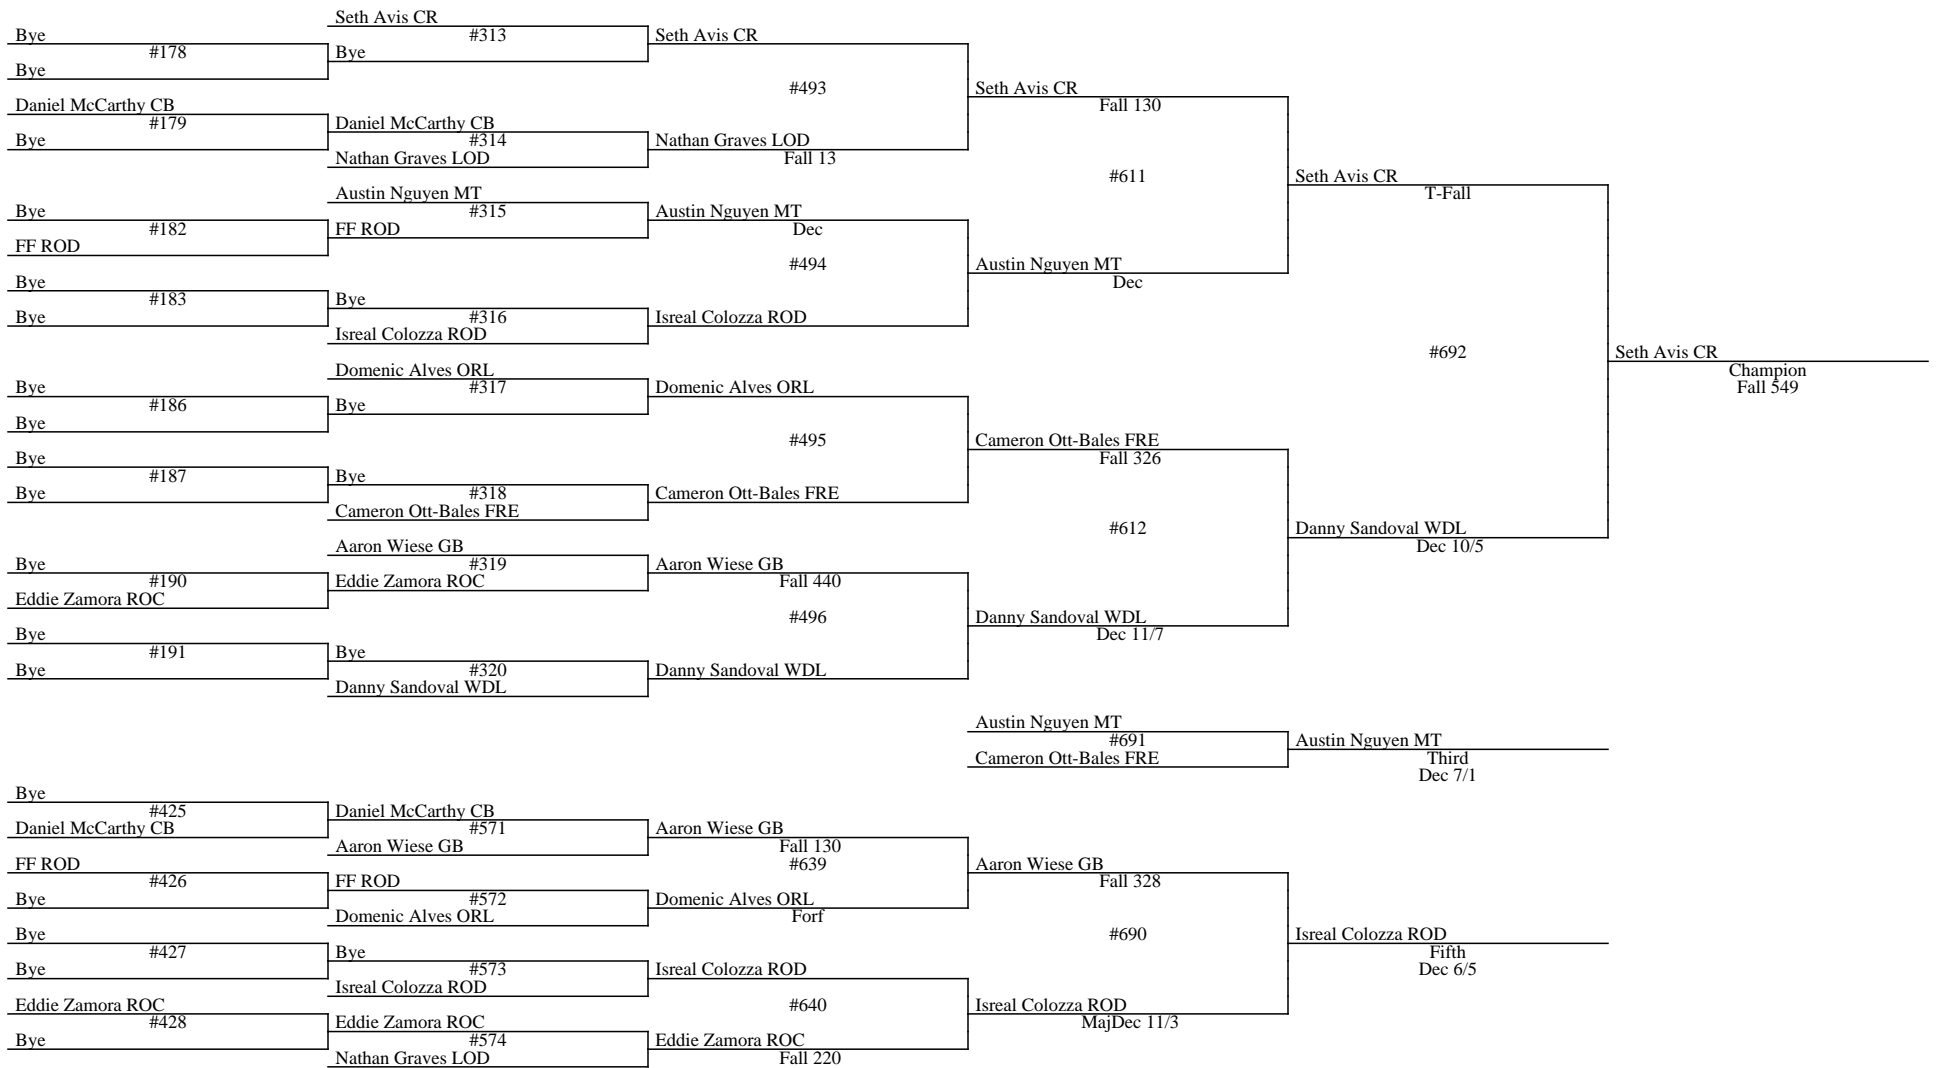 Seth Avis CR
Bye
#313
Seth Avis CR
#178
Bye
Bye
#493
Seth Avis CR
Daniel McCarthy CB
Fall 130
#179
Daniel McCarthy CB
Bye
#314
Nathan Graves LOD
Nathan Graves LOD
Fall 13
#611
Seth Avis CR
Austin Nguyen MT
T-Fall
Bye
#315
Austin Nguyen MT
#182
FF ROD
Dec
FF ROD
#494
Austin Nguyen MT
Bye
Dec
#183
Bye
Bye
#316
Isreal Colozza ROD
Isreal Colozza ROD
#692
Seth Avis CR
Domenic Alves ORL
Champion
Bye
#317
Domenic Alves ORL
Fall 549
#186
Bye
Bye
#495
Cameron Ott-Bales FRE
Bye
Fall 326
#187
Bye
Bye
#318
Cameron Ott-Bales FRE
Cameron Ott-Bales FRE
#612
Danny Sandoval WDL
Aaron Wiese GB
Dec 10/5
Bye
#319
Aaron Wiese GB
#190
Eddie Zamora ROC
Fall 440
Eddie Zamora ROC
#496
Danny Sandoval WDL
Bye
Dec 11/7
#191
Bye
Bye
#320
Danny Sandoval WDL
Danny Sandoval WDL
Austin Nguyen MT
#691
Austin Nguyen MT
Cameron Ott-Bales FRE
Third
Dec 7/1
Bye
#425
Daniel McCarthy CB
Daniel McCarthy CB
#571
Aaron Wiese GB
Aaron Wiese GB
Fall 130
FF ROD
#639
Aaron Wiese GB
#426
FF ROD
Fall 328
Bye
#572
Domenic Alves ORL
Domenic Alves ORL
Forf
Bye
#690
Isreal Colozza ROD
#427
Bye
Fifth
Bye
#573
Isreal Colozza ROD
Dec 6/5
Isreal Colozza ROD
Eddie Zamora ROC
#640
Isreal Colozza ROD
#428
Eddie Zamora ROC
MajDec 11/3
Bye
#574
Eddie Zamora ROC
Nathan Graves LOD
Fall 220